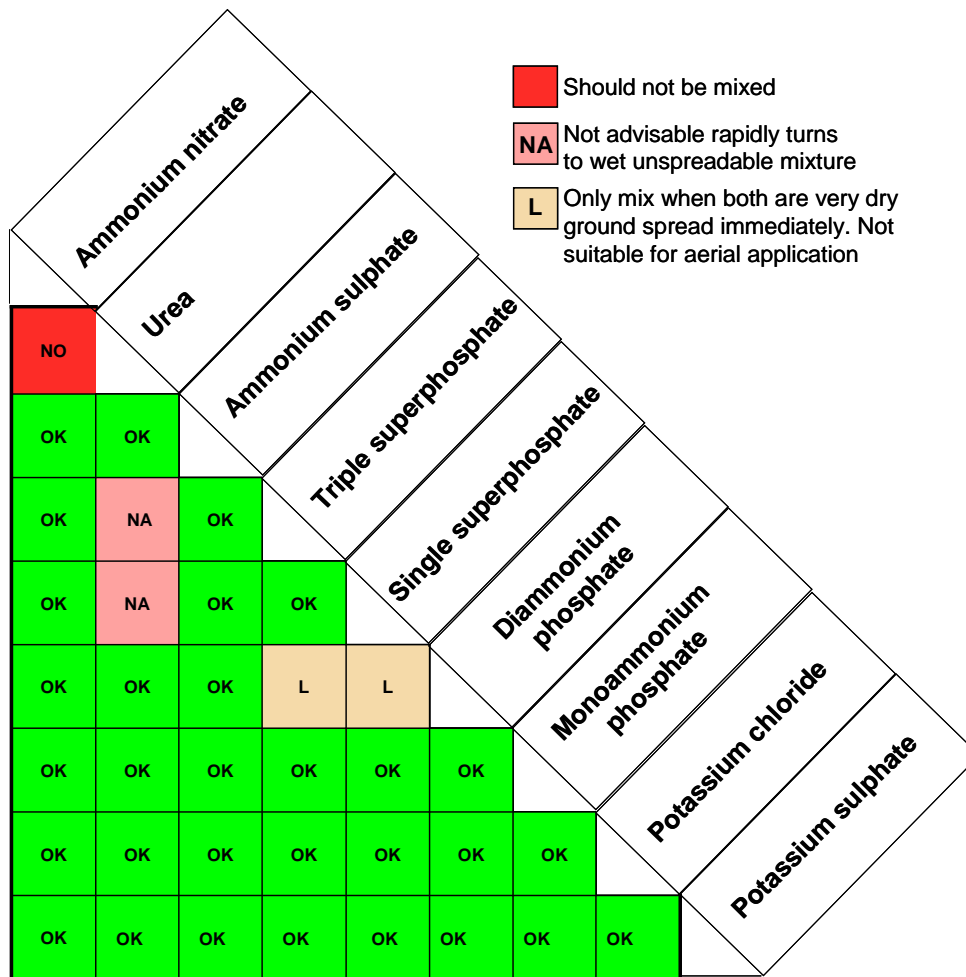 Should not be mixed
NA
Not advisable rapidly turns
to wet unspreadable mixture
L
Only mix when both are very dry
ground spread immediately. Not
suitable for aerial application
Ammonium nitrate
Urea
Ammonium sulphate
Triple superphosphate
Single superphosphate
Diammonium
phosphate
Monoammonium
phosphate
Potassium chloride
Potassium sulphate
NO
OK OK
OK NA OK
OK NA OK OK
OK OK OK L L
OK OK OK OK OK OK
OK OK OK OK OK OK OK
OK OK OK OK OK OK OK OK